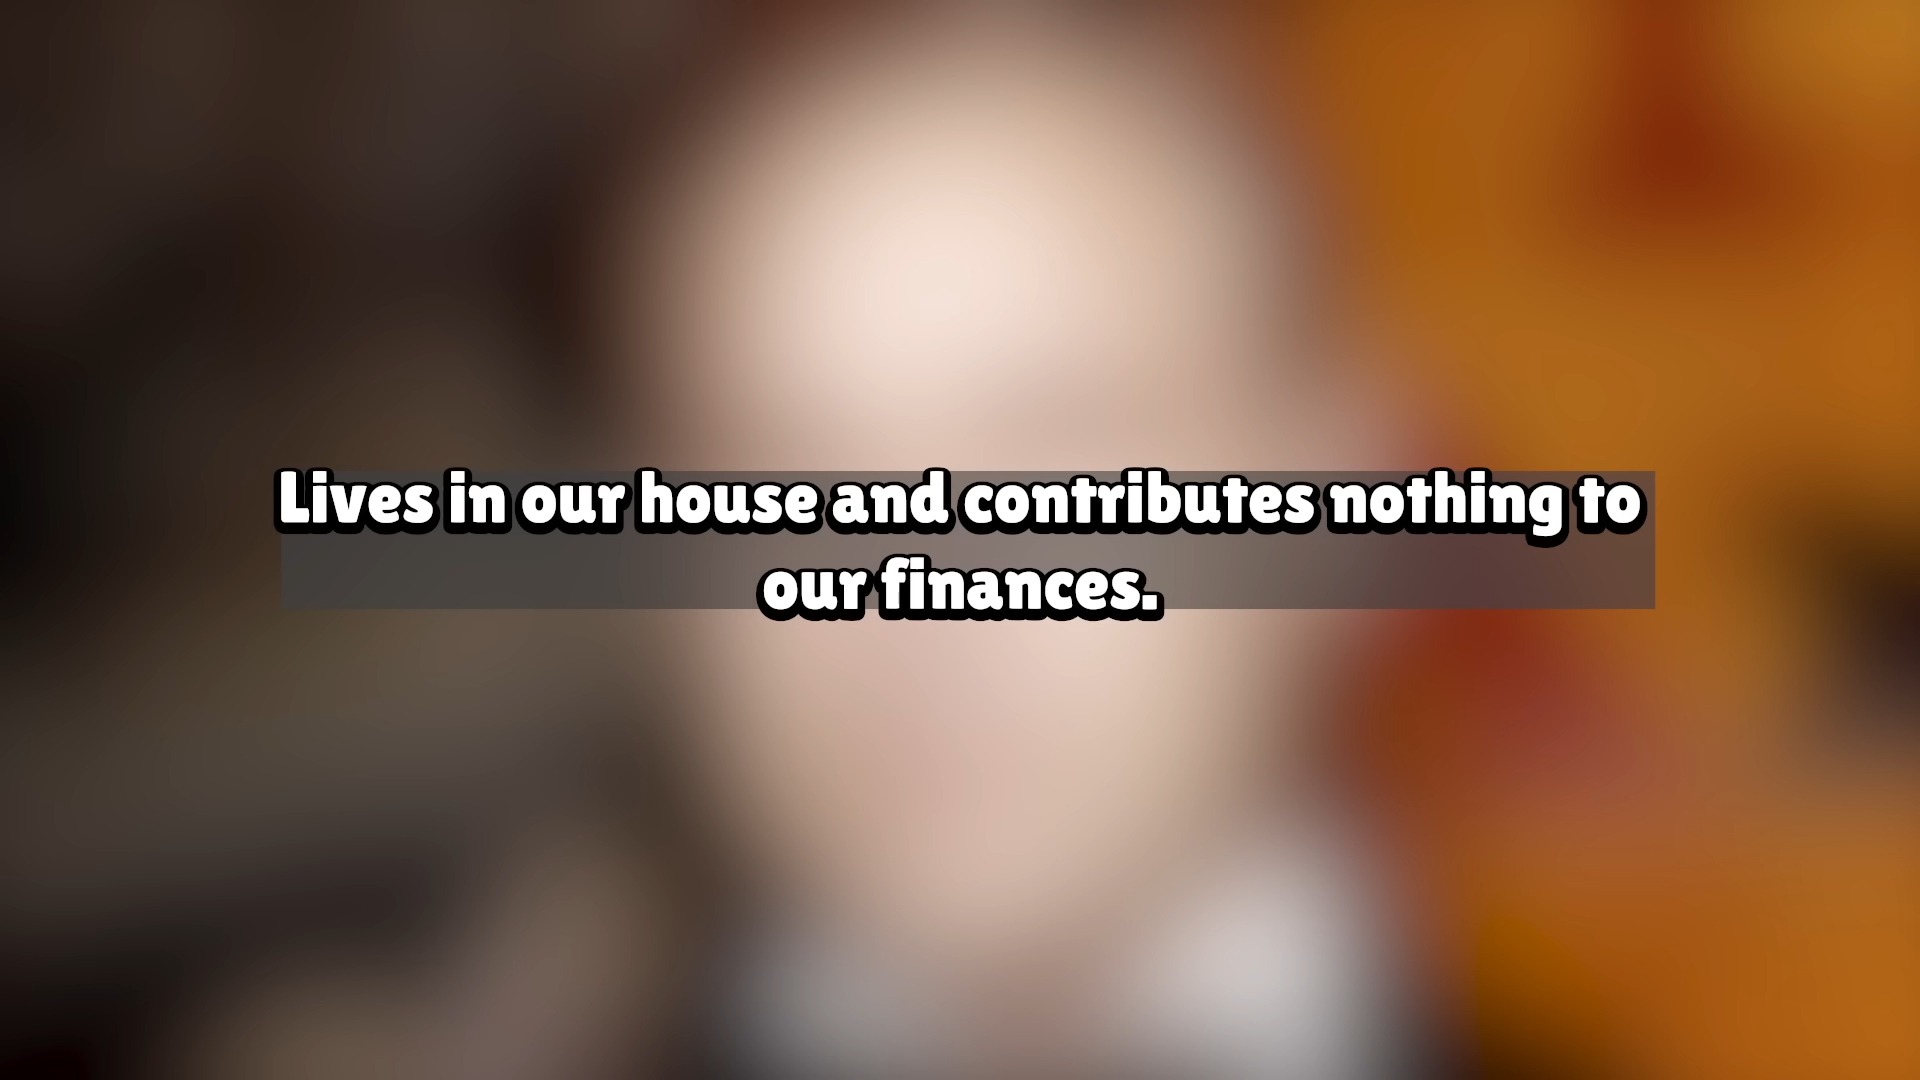 Lives in our house and contributes nothing to
our finances.